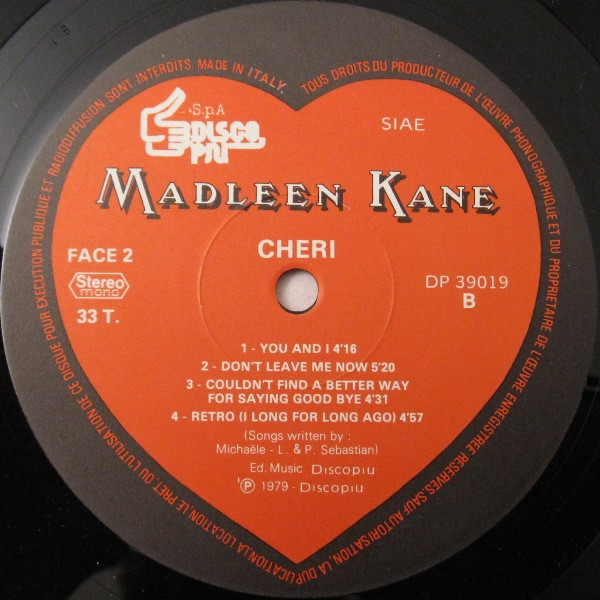 S.p.A
DISCO
PIÙ
SIAE
MADLEEN KANE
CHERI
FACE 2
Stereo
mono
33 T.
DP 39019
B
1 - YOU AND I 4'16
2 - DON'T LEAVE ME NOW 5'20
3 - COULDN'T FIND A BETTER WAY
FOR SAYING GOOD BYE 4'31
4 - RETRO (I LONG FOR LONG AGO) 4'57
(Songs written by :
Michaële - L. & P. Sebastian)
Ed. Music Discopiu
℗ 1979 - Discopiu
TOUS DROITS DU PRODUCTEUR DE L'ŒUVRE PHONOGRAPHIQUE ET DU PROPRIETAIRE DE L'ŒUVRE ENREGISTREE RESERVES SAUF AUTORISATION, LA DUPLICATION, LA LOCATION, LE PRET, OU L'UTILISATION DE CE DISQUE POUR EXECUTION PUBLIQUE ET RADIODIFFUSION SONT INTERDITS. MADE IN ITALY.